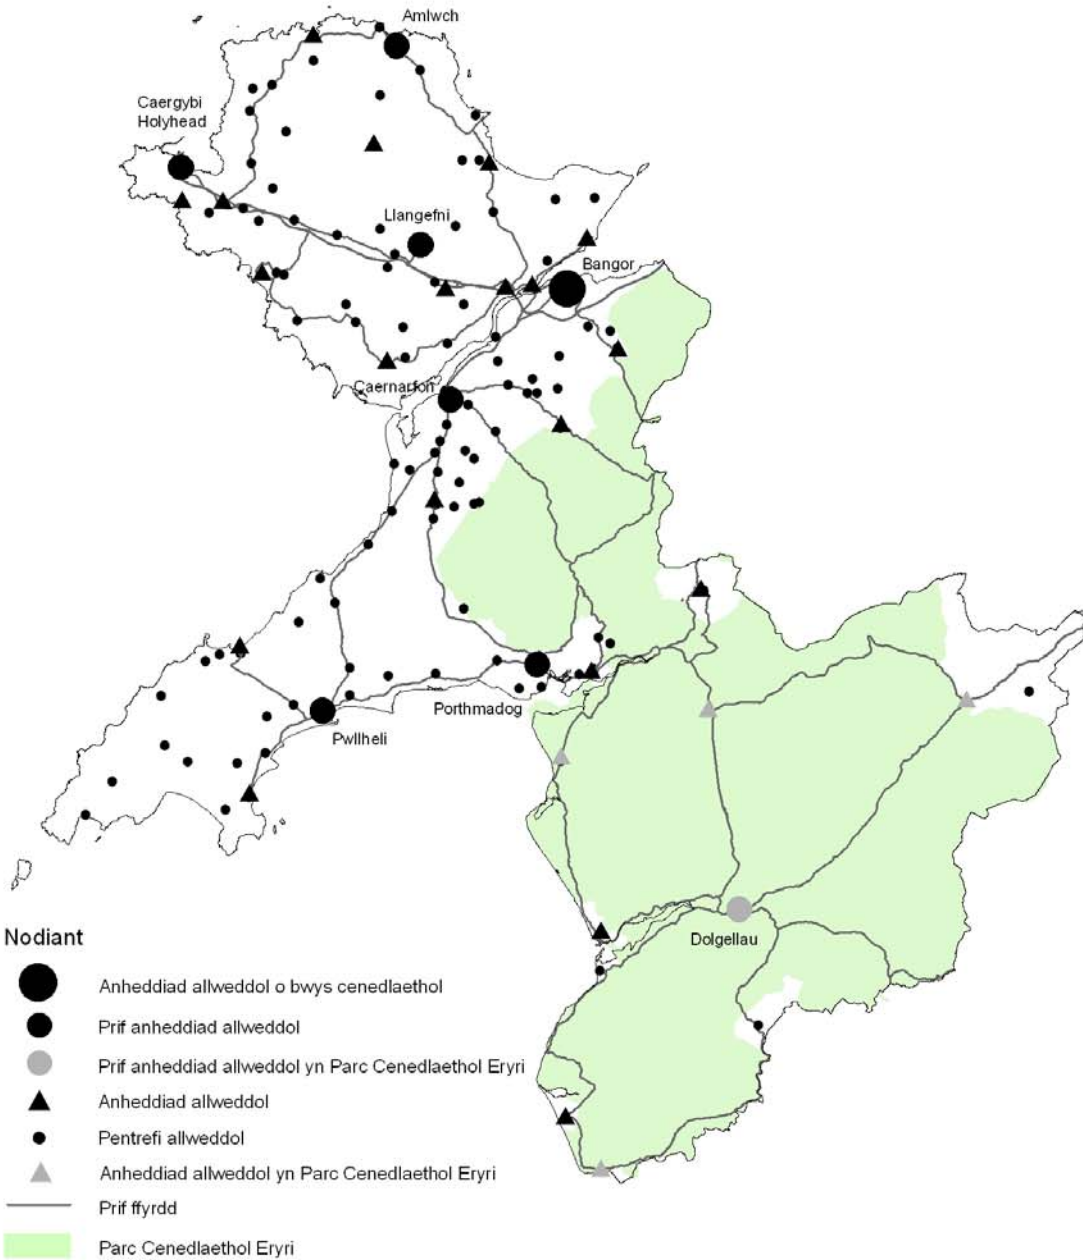 Amlwch
Caergybi
Holyhead
Llangefni
Bangor
Caernarfon
Porthmadog
Pwllheli
Dolgellau
Nodiant
Anheddiad allweddol o bwys cenedlaethol
Prif anheddiad allweddol
Prif anheddiad allweddol yn Parc Cenedlaethol Eryri
Anheddiad allweddol
Pentrefi allweddol
Anheddiad allweddol yn Parc Cenedlaethol Eryri
Prif ffyrdd
Parc Cenedlaethol Eryri